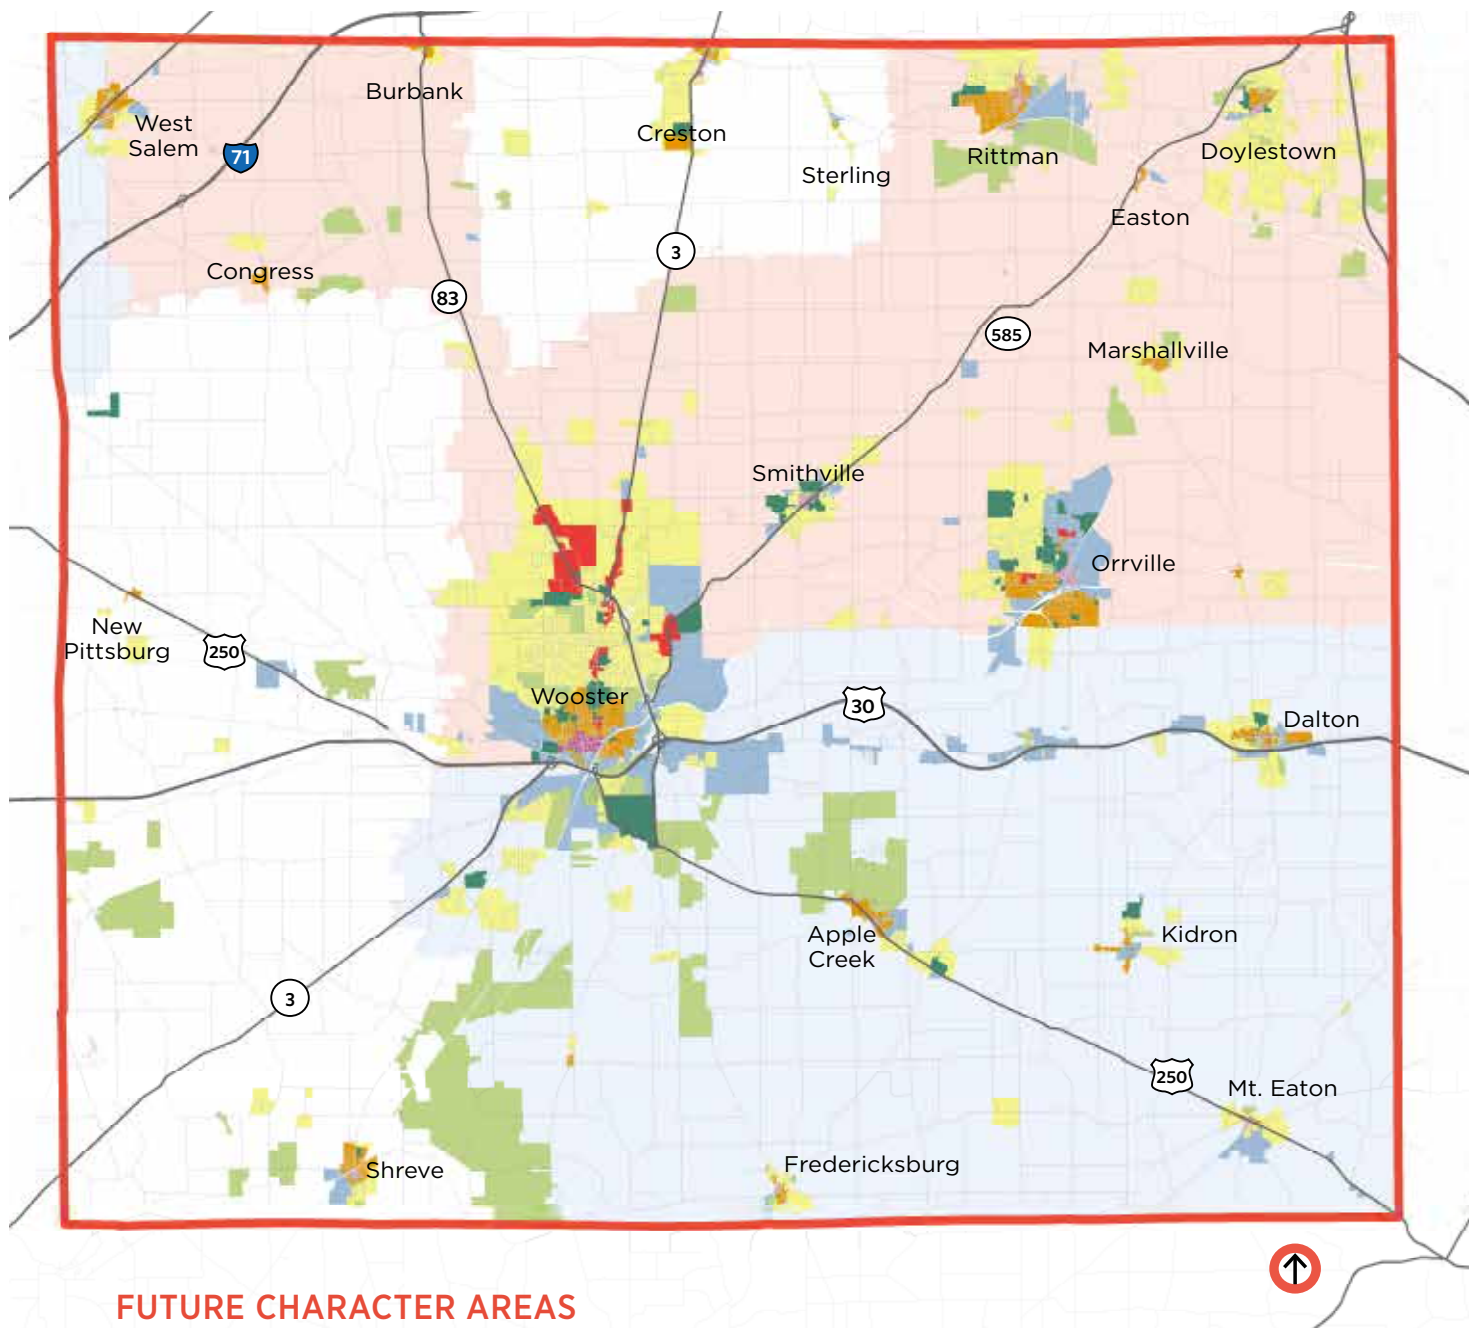 Burbank
West
Salem
71
Creston
Sterling
Rittman
Doylestown
Easton
Congress
3
83
585
Marshallville
Smithville
Orrville
New
Pittsburg
250
Wooster
30
Dalton
Apple
Creek
Kidron
3
250
Mt. Eaton
Fredericksburg
Shreve
FUTURE CHARACTER AREAS